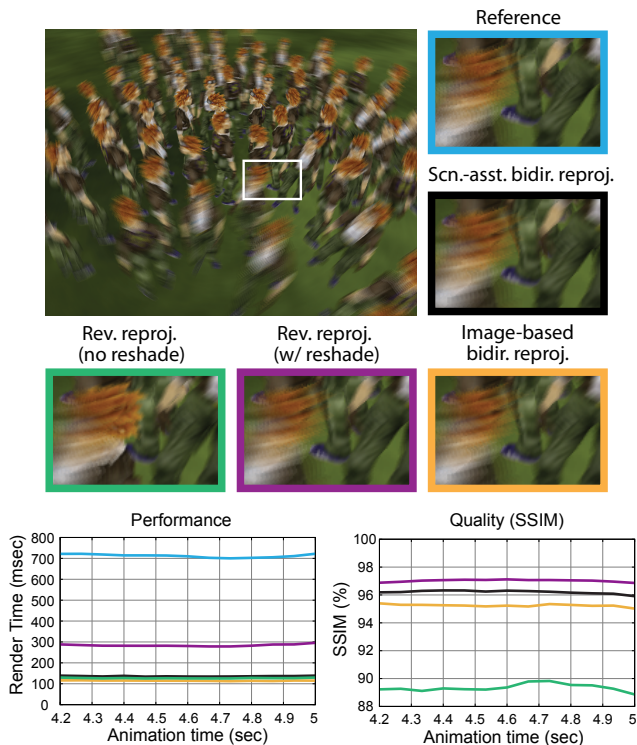 Reference
Scn.-asst. bidir. reproj.
Rev. reproj.
(no reshade)
Rev. reproj.
(w/ reshade)
Image-based
bidir. reproj.
Performance
Render Time (msec)
800
700
600
500
400
300
200
100
0
4.2 4.3 4.4 4.5 4.6 4.7 4.8 4.9 5
Animation time (sec)
Quality (SSIM)
SSIM (%)
100
98
96
94
92
90
88
4.2 4.3 4.4 4.5 4.6 4.7 4.8 4.9 5
Animation time (sec)